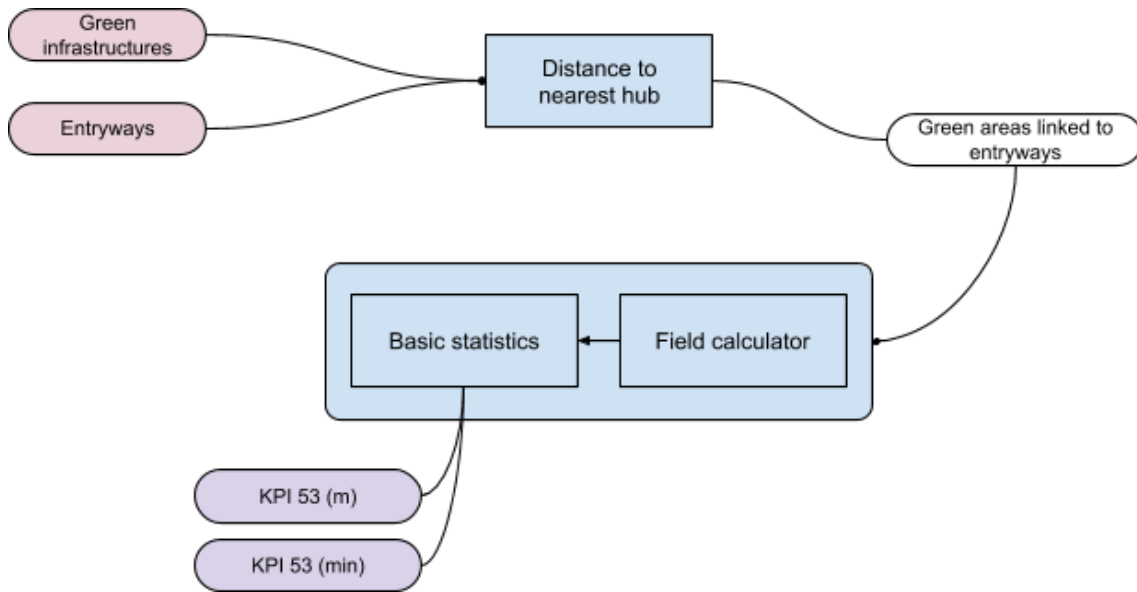 Green
infrastructures
Entryways
Distance to
nearest hub
Green areas linked to
entryways
Basic statistics
Field calculator
KPI 53 (m)
KPI 53 (min)